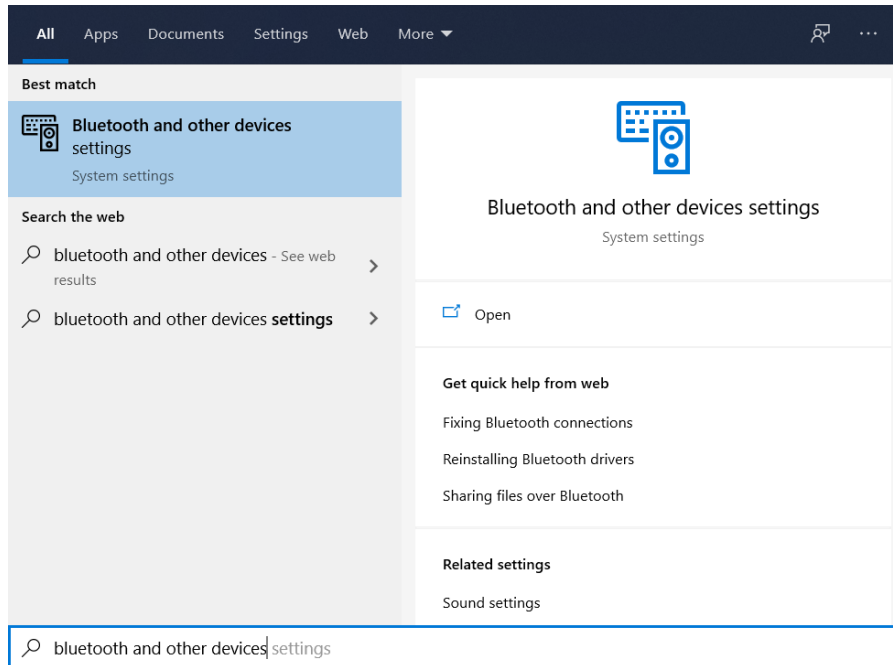 All Apps Documents Settings Web More
Best match
Bluetooth and other devices
settings
System settings
Search the web
bluetooth and other devices - See web
results
bluetooth and other devices settings
Bluetooth and other devices settings
System settings
Open
Get quick help from web
Fixing Bluetooth connections
Reinstalling Bluetooth drivers
Sharing files over Bluetooth
Related settings
Sound settings
bluetooth and other devices settings